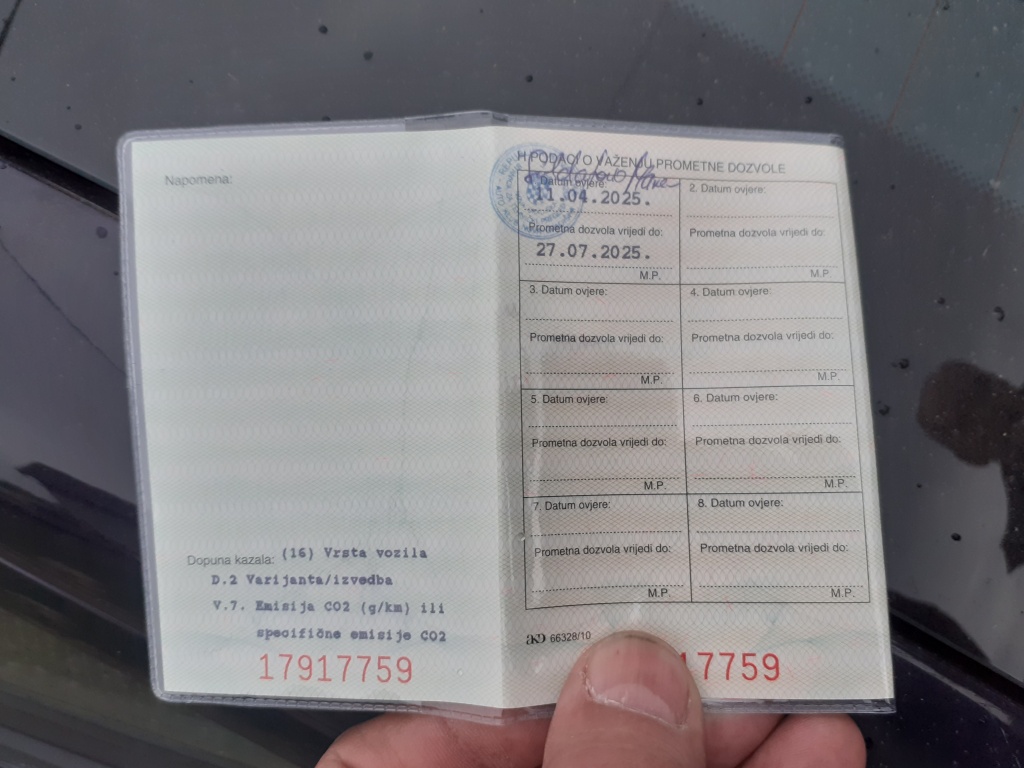 Napomena:
Dopuna kazala: (16) Vrsta vozila
D.2 Varijanta/izvedba
V.7. Emisija CO2 (g/km) ili
specifične emisije CO2
17917759
H PODACI O VAŽENJU PROMETNE DOZVOLE
Datum ovjere:
11.04.2025.
Prometna dozvola vrijedi do:
27.07.2025.
M.P.
2. Datum ovjere:
Prometna dozvola vrijedi do:
M.P.
3. Datum ovjere:
Prometna dozvola vrijedi do:
M.P.
4. Datum ovjere:
Prometna dozvola vrijedi do:
M.P.
5. Datum ovjere:
Prometna dozvola vrijedi do:
M.P.
6. Datum ovjere:
Prometna dozvola vrijedi do:
M.P.
7. Datum ovjere:
Prometna dozvola vrijedi do:
M.P.
8. Datum ovjere:
Prometna dozvola vrijedi do:
M.P.
AKD 66328/10
17759